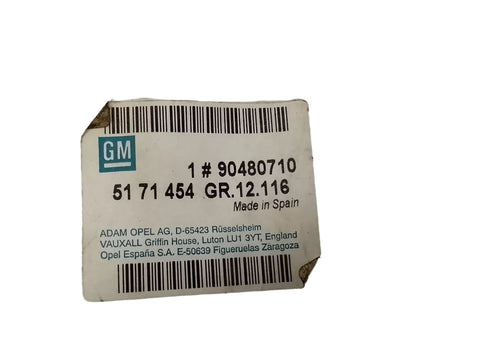 GM
1 # 90480710
51 71 454 GR.12.116
Made in Spain
ADAM OPEL AG, D-65423 Rüsselsheim
VAUXALL Griffin House, Luton LU1 3YT, England
Opel España S.A. E-50639 Figueruelas Zaragoza